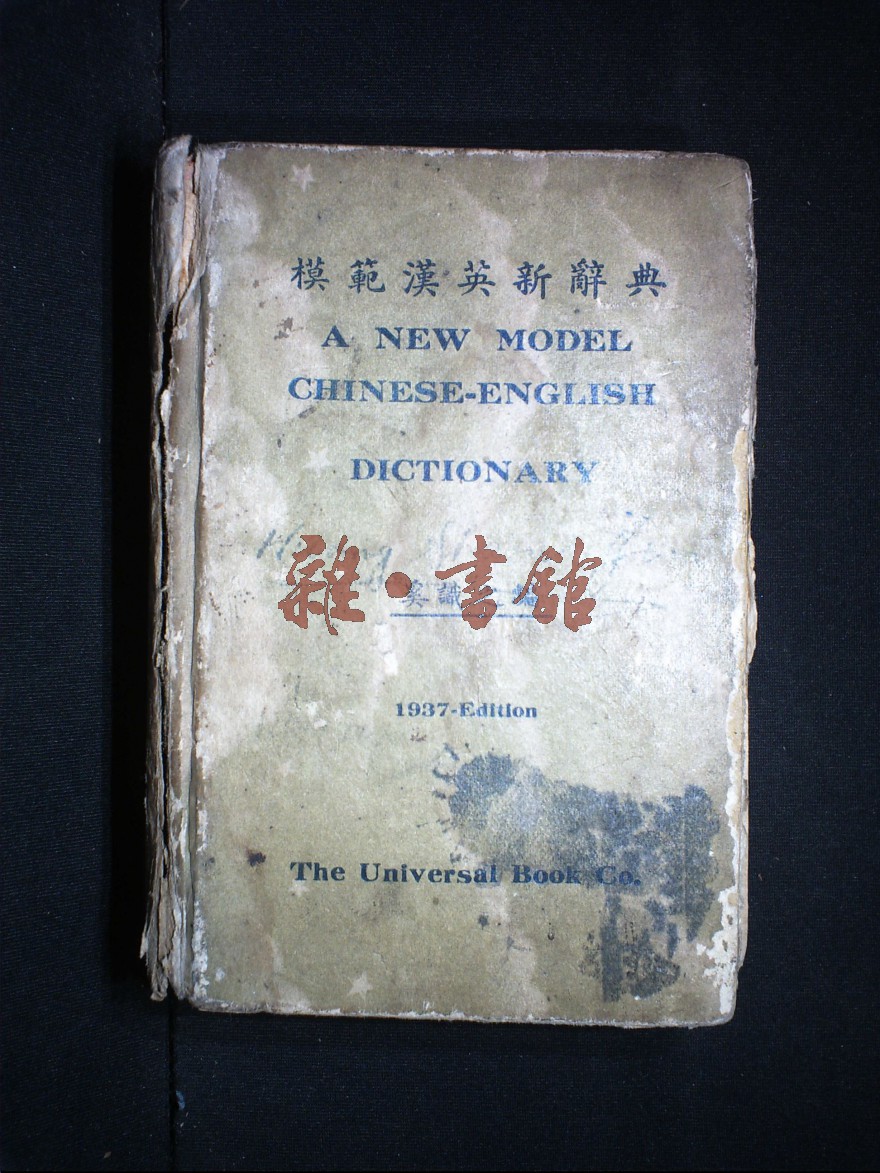 模範漢英新辭典
A NEW MODEL
CHINESE-ENGLISH
DICTIONARY
雜·書館
1937-Edition
The Universal Book Co.